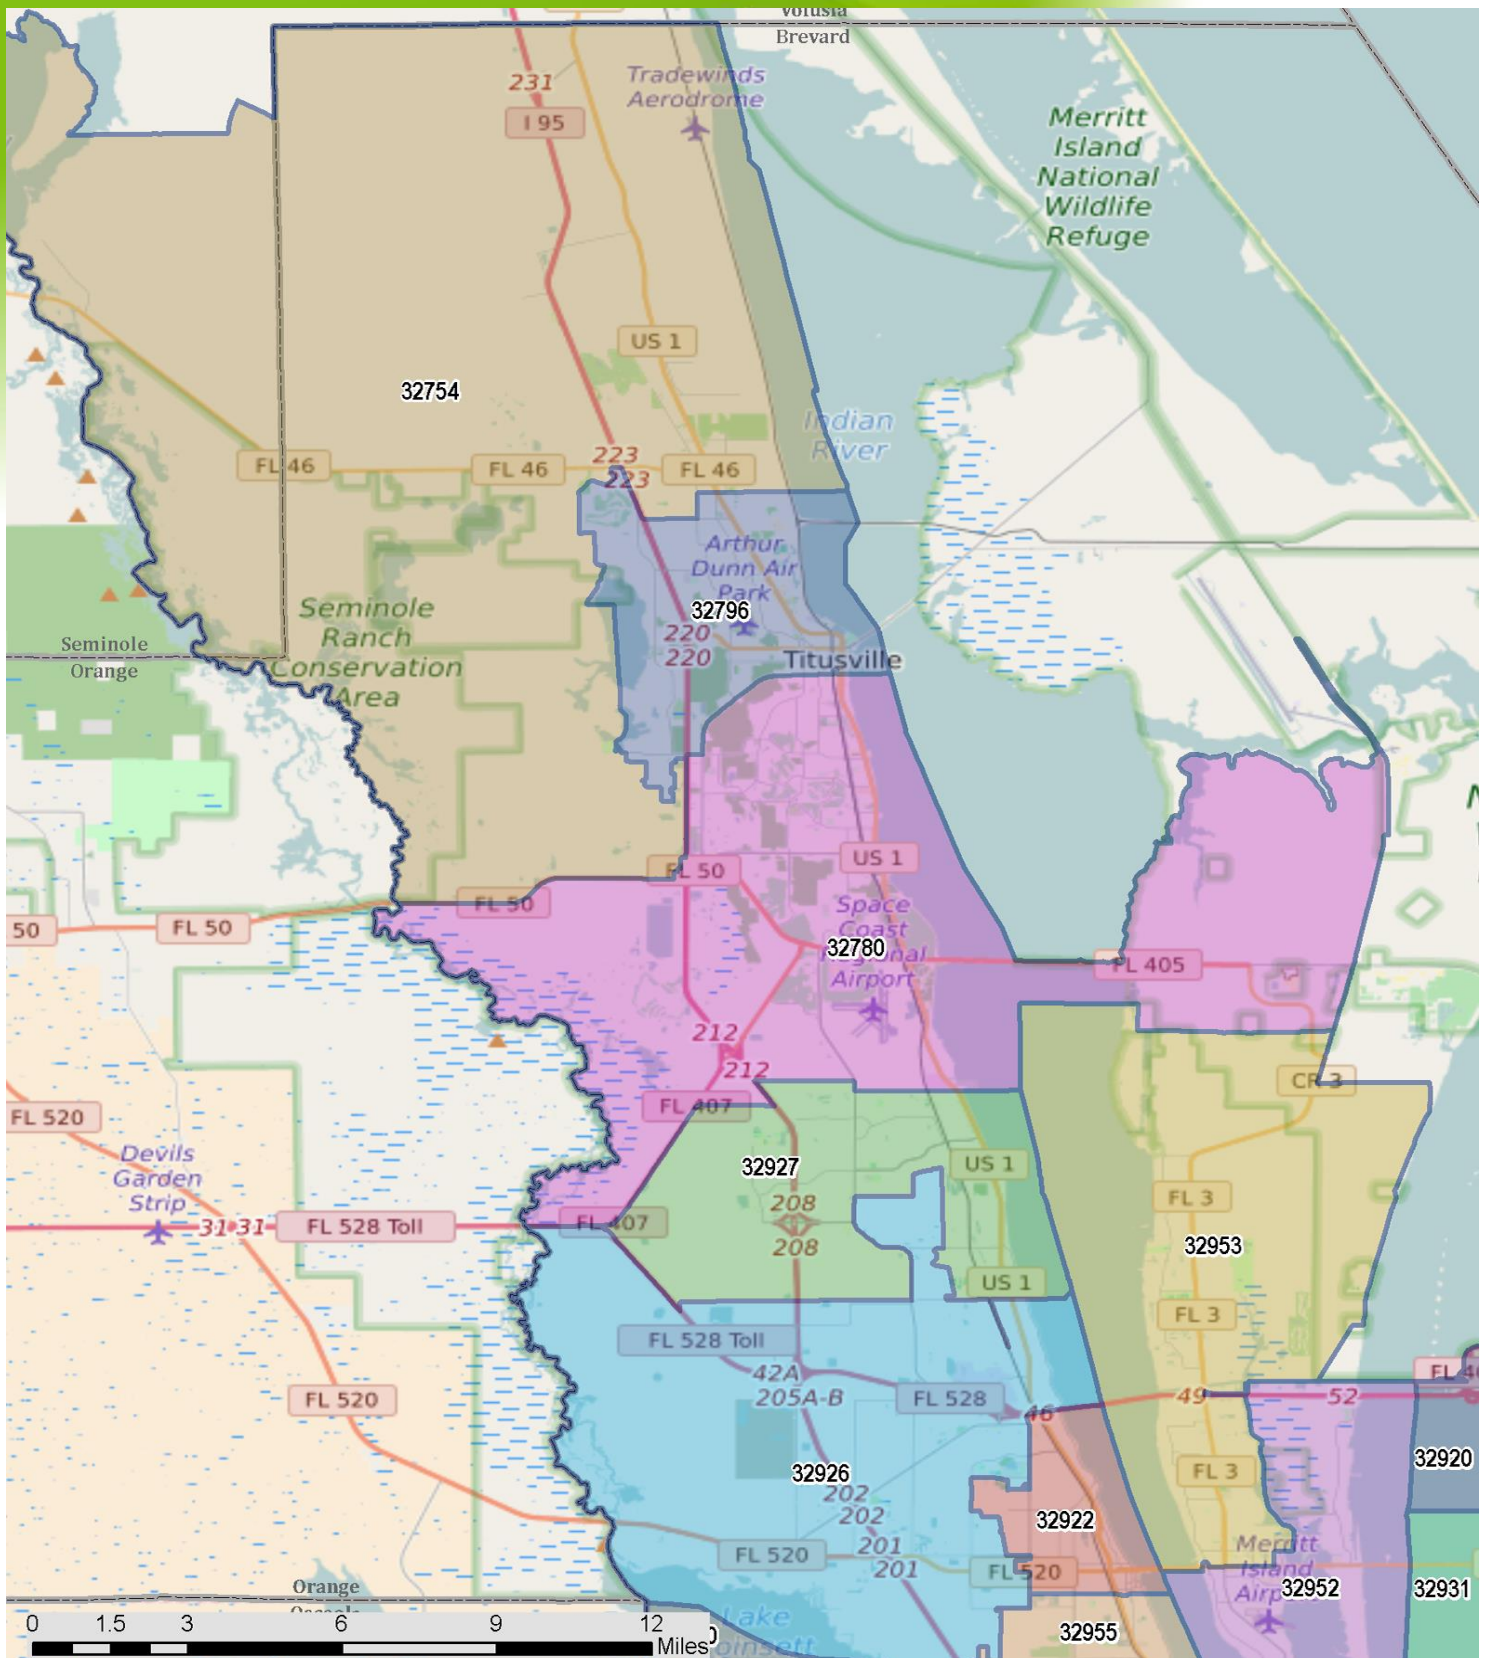 Volusia
Brevard
231
Tradewinds
Aerodrome
I 95
Merritt
Island
National
Wildlife
Refuge
US 1
32754
Indian
River
223
FL 46
FL 46
FL 46
223
Arthur
Dunn Air
Park
32796
Seminole
Ranch
Conservation
Area
220
220
Seminole
Orange
Titusville
N
FL 50
US 1
FL 50
50
FL 50
Space
Coast
Regional
Airport
32780
FL 405
212
212
CR 3
FL 407
FL 520
Devils
Garden
Strip
32927
US 1
FL 3
208
208
31
31
FL 528 Toll
FL 407
32953
US 1
FL 3
FL 528 Toll
42A
205A-B
FL 528
49
52
46
FL 520
32926
202
202
FL 3
32920
32922
201
201
FL 520
FL 520
Merritt
Island
Airp
32952
32931
Orange
Lake
32955
0
1.5
3
6
9
12
Miles